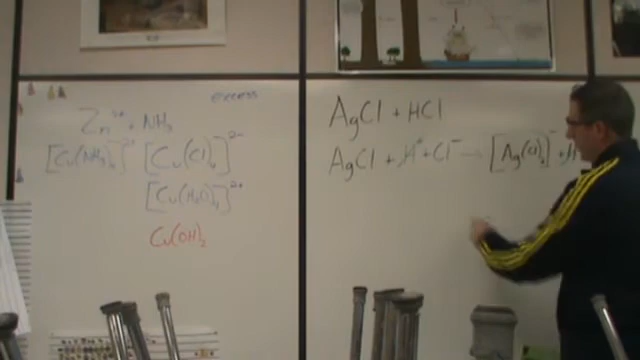 excess
Zn²⁺ + NH₃
[Cu(NH₃)₄]²⁺ [Cu(Cl)₄]²⁻
[Cu(H₂O)₄]²⁺
Cu(OH)₂
AgCl + HCl
AgCl + H⁺ + Cl⁻ → [Ag(Cl)₂]⁻ + H